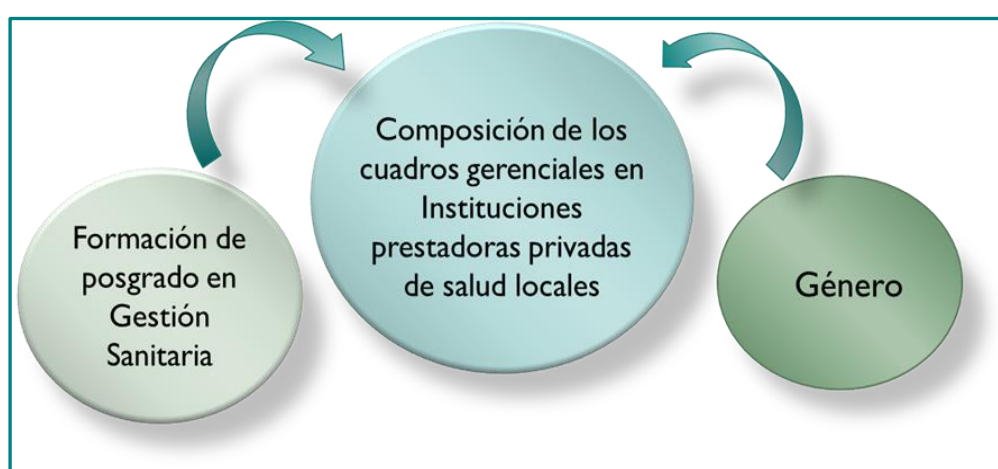 Composición de los
cuadros gerenciales en
Instituciones
prestadoras privadas
de salud locales
Formación de
posgrado en
Gestión
Sanitaria
Género